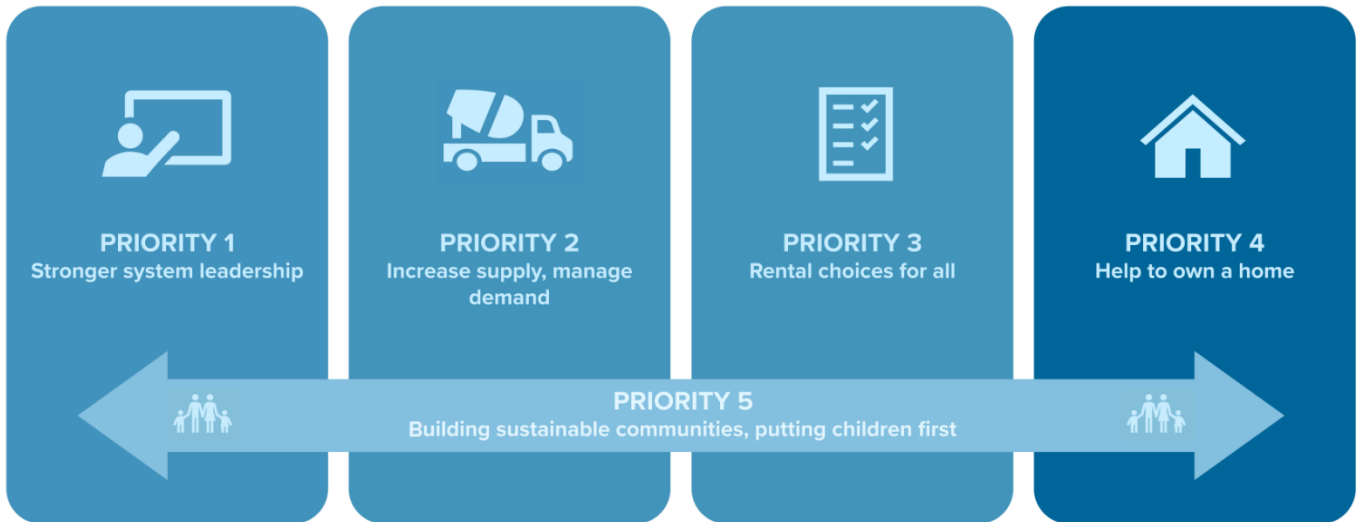 PRIORITY 1
Stronger system leadership
PRIORITY 2
Increase supply, manage
demand
PRIORITY 3
Rental choices for all
PRIORITY 4
Help to own a home
PRIORITY 5
Building sustainable communities, putting children first